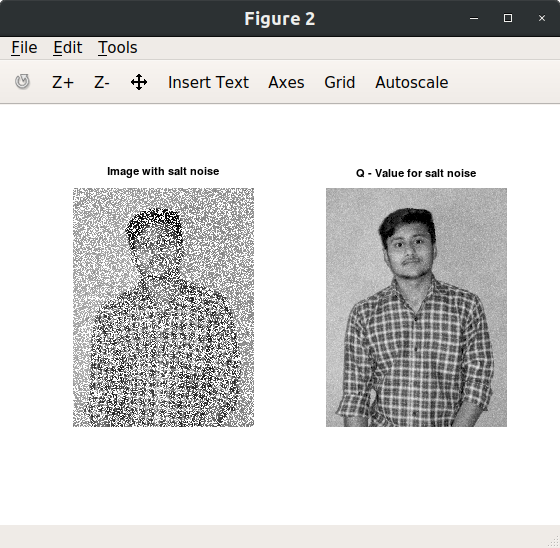 Figure 2
File Edit Tools
Z+ Z- Insert Text Axes Grid Autoscale
Image with salt noise
Q - Value for salt noise